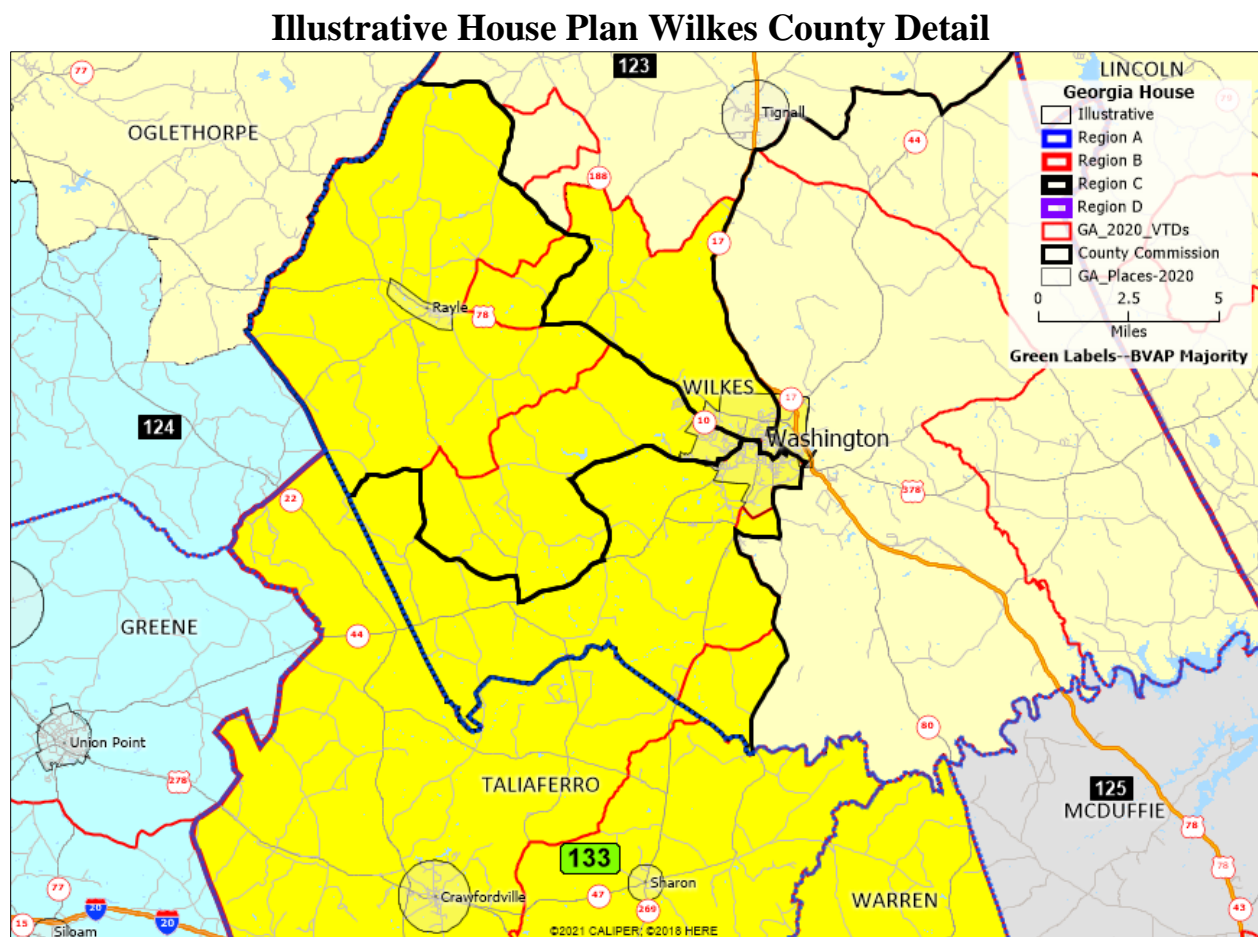 Illustrative House Plan Wilkes County Detail
77
123
LINCOLN
Georgia House
Illustrative
Region A
Region B
Region C
Region D
GA_2020_VTDs
County Commission
GA_Places-2020
0 2.5 5
Miles
Green Labels--BVAP Majority
79
Tignall
OGLETHORPE
44
188
17
Rayle
78
WILKES
17
124
10
Washington
22
378
GREENE
44
80
Union Point
278
TALIAFERRO
125
MCDUFFIE
78
133
78
77
Crawfordville
47
Sharon
269
WARREN
43
15
20
20
Siloam
©2021 CALIPER; ©2018 HERE